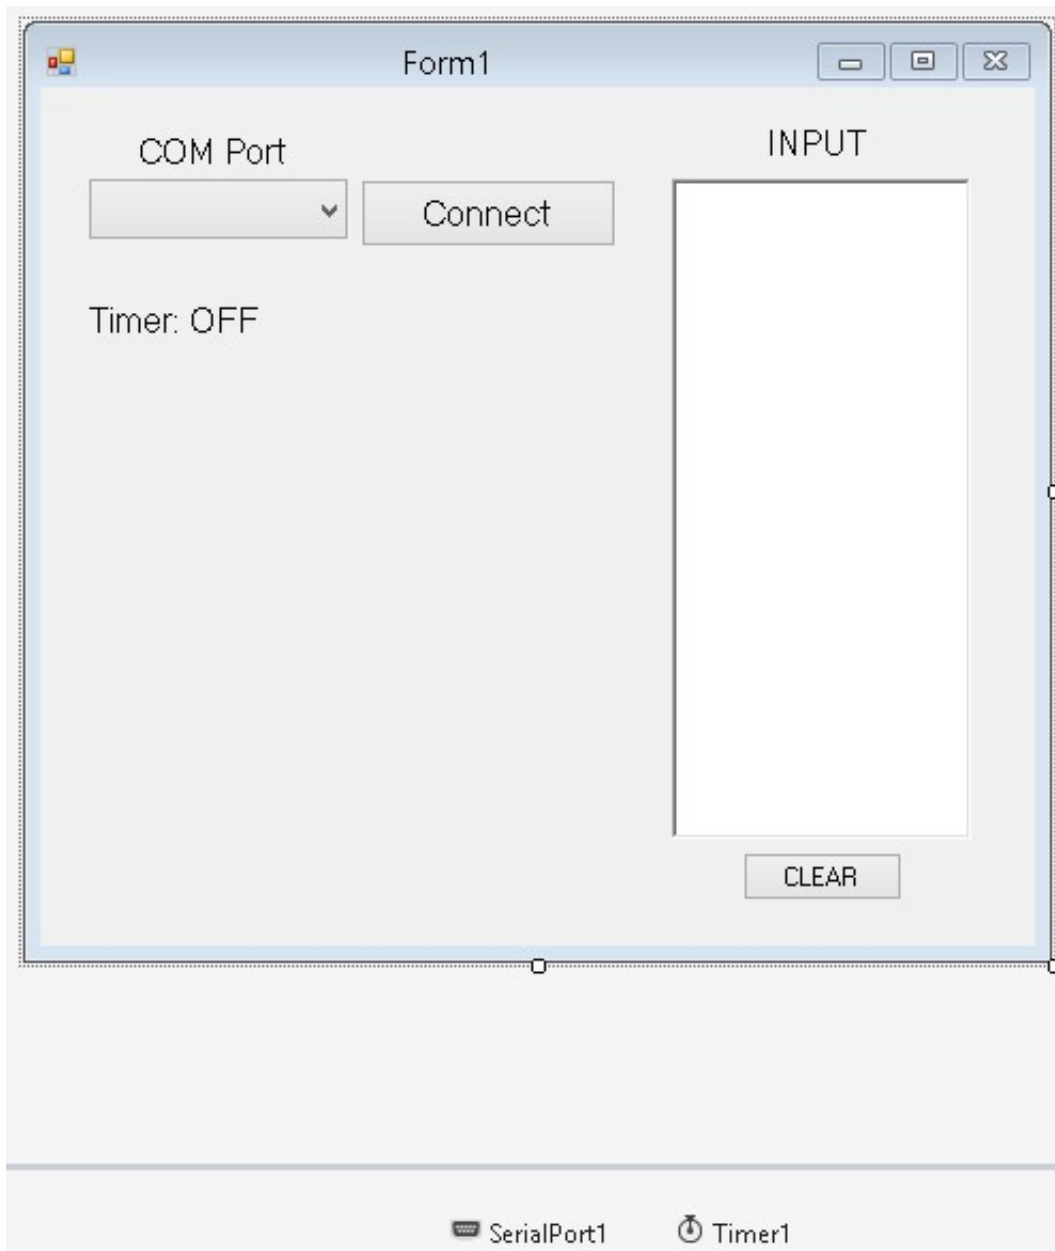 Form1
COM Port
INPUT
Connect
Timer: OFF
CLEAR
SerialPort1
Timer1